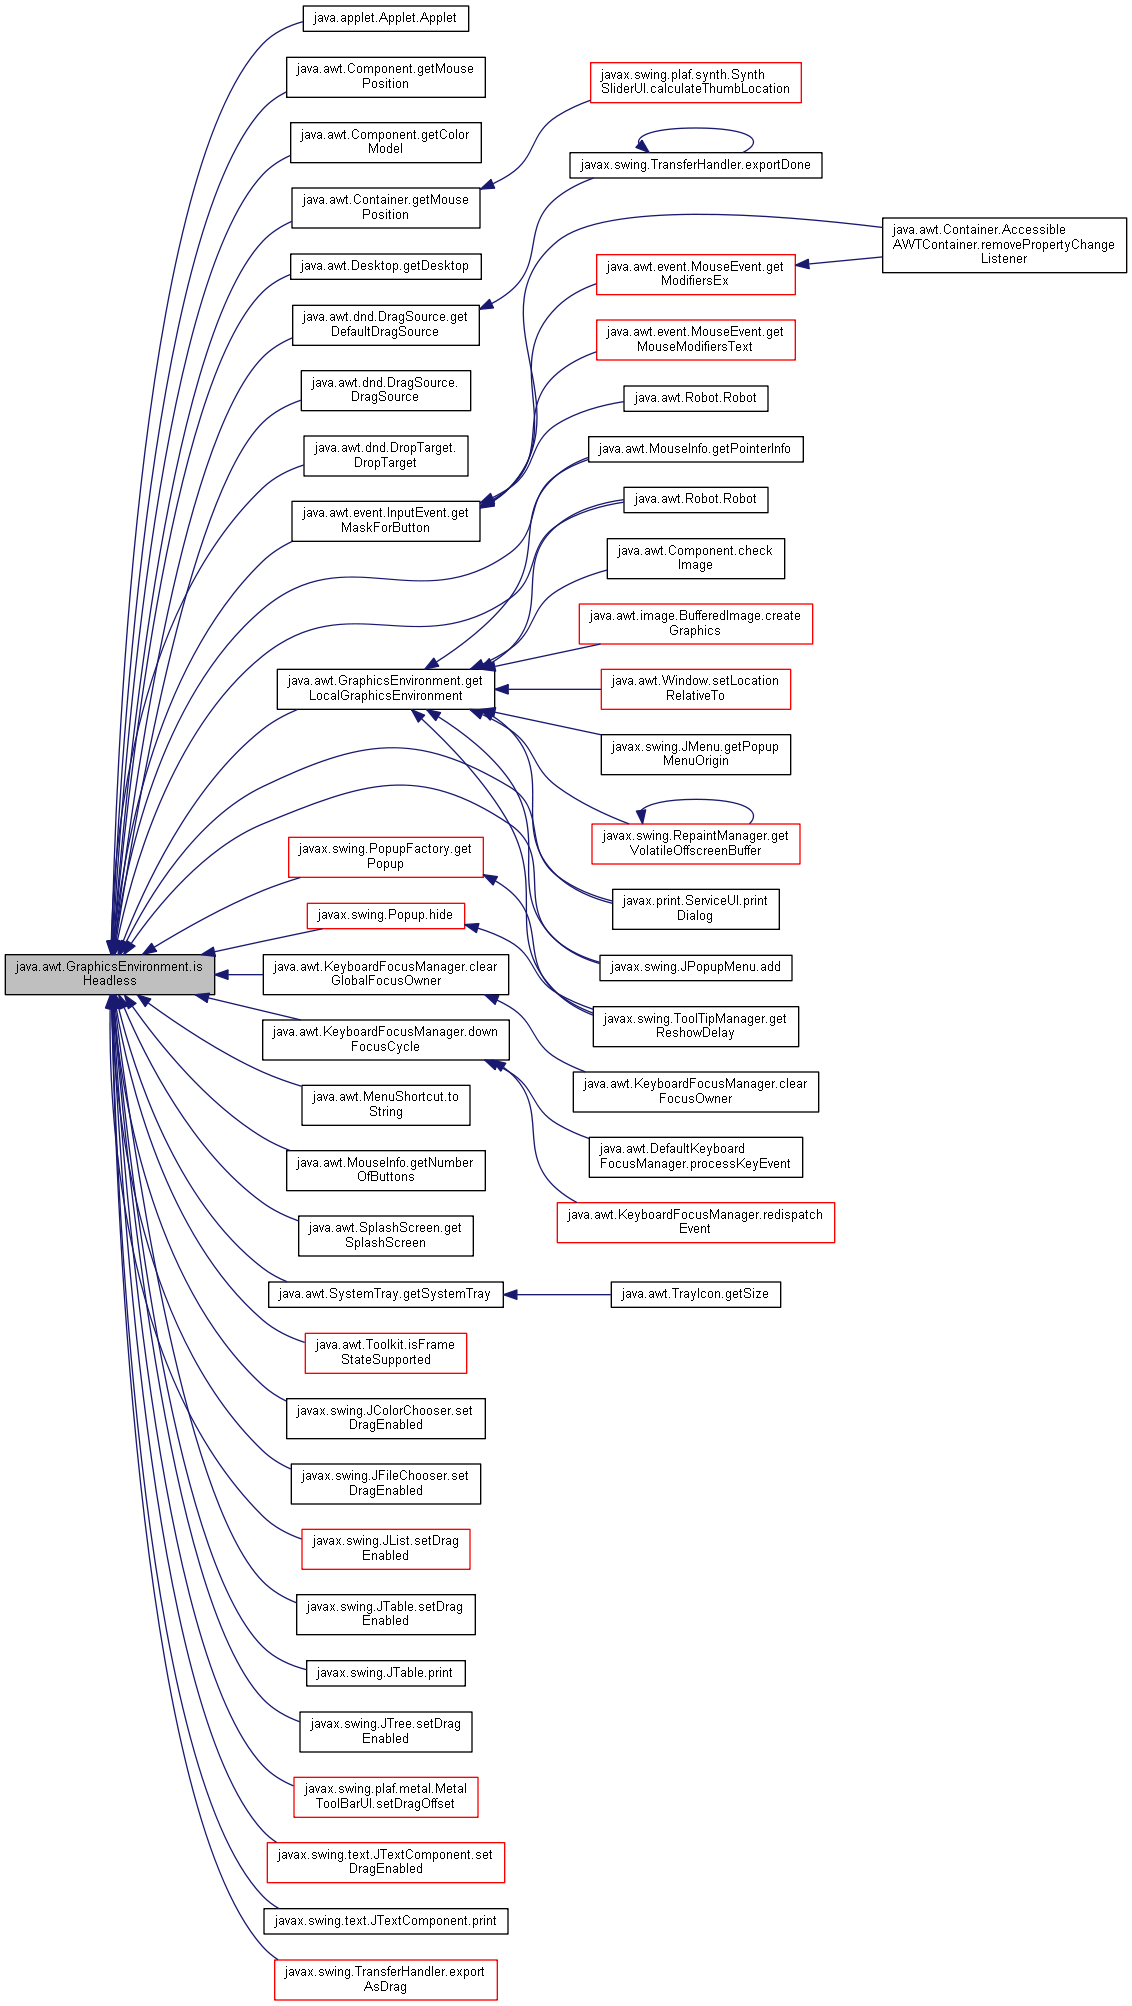 java.applet.Applet.Applet
java.awt.Component.getMouse
Position
javax.swing.plaf.synth.Synth
SliderUI.calculateThumbLocation
java.awt.Component.getColor
Model
javax.swing.TransferHandler.exportDone
java.awt.Container.getMouse
Position
java.awt.Container.Accessible
AWTContainer.removePropertyChange
Listener
java.awt.Desktop.getDesktop
java.awt.event.MouseEvent.get
ModifiersEx
java.awt.dnd.DragSource.get
DefaultDragSource
java.awt.event.MouseEvent.get
MouseModifiersText
java.awt.dnd.DragSource.
DragSource
java.awt.Robot.Robot
java.awt.dnd.DropTarget.
DropTarget
java.awt.MouseInfo.getPointerInfo
java.awt.event.InputEvent.get
MaskForButton
java.awt.Robot.Robot
java.awt.Component.check
Image
java.awt.image.BufferedImage.create
Graphics
java.awt.GraphicsEnvironment.get
LocalGraphicsEnvironment
java.awt.Window.setLocation
RelativeTo
javax.swing.JMenu.getPopup
MenuOrigin
javax.swing.RepaintManager.get
VolatileOffscreenBuffer
javax.swing.PopupFactory.get
Popup
javax.print.ServiceUI.print
Dialog
javax.swing.Popup.hide
java.awt.GraphicsEnvironment.is
Headless
java.awt.KeyboardFocusManager.clear
GlobalFocusOwner
javax.swing.JPopupMenu.add
java.awt.KeyboardFocusManager.down
FocusCycle
javax.swing.ToolTipManager.get
ReshowDelay
java.awt.MenuShortcut.to
String
java.awt.KeyboardFocusManager.clear
FocusOwner
java.awt.MouseInfo.getNumber
OfButtons
java.awt.DefaultKeyboard
FocusManager.processKeyEvent
java.awt.SplashScreen.get
SplashScreen
java.awt.KeyboardFocusManager.redispatch
Event
java.awt.SystemTray.getSystemTray
java.awt.TrayIcon.getSize
java.awt.Toolkit.isFrame
StateSupported
javax.swing.JColorChooser.set
DragEnabled
javax.swing.JFileChooser.set
DragEnabled
javax.swing.JList.setDrag
Enabled
javax.swing.JTable.setDrag
Enabled
javax.swing.JTable.print
javax.swing.JTree.setDrag
Enabled
javax.swing.plaf.metal.Metal
ToolBarUI.setDragOffset
javax.swing.text.JTextComponent.set
DragEnabled
javax.swing.text.JTextComponent.print
javax.swing.TransferHandler.export
AsDrag